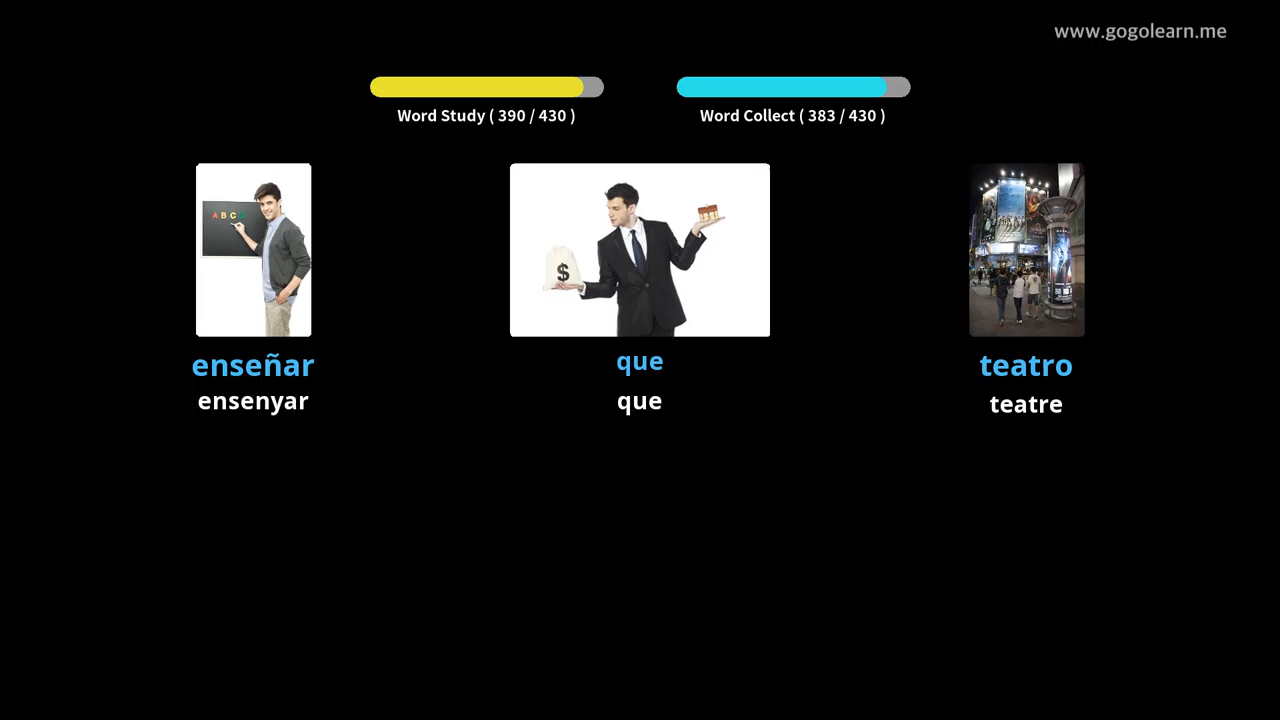 www.gogolearn.me
Word Study ( 390 / 430 )
Word Collect ( 383 / 430 )
A B C D
$
enseñar
ensenyar
que
que
teatro
teatre